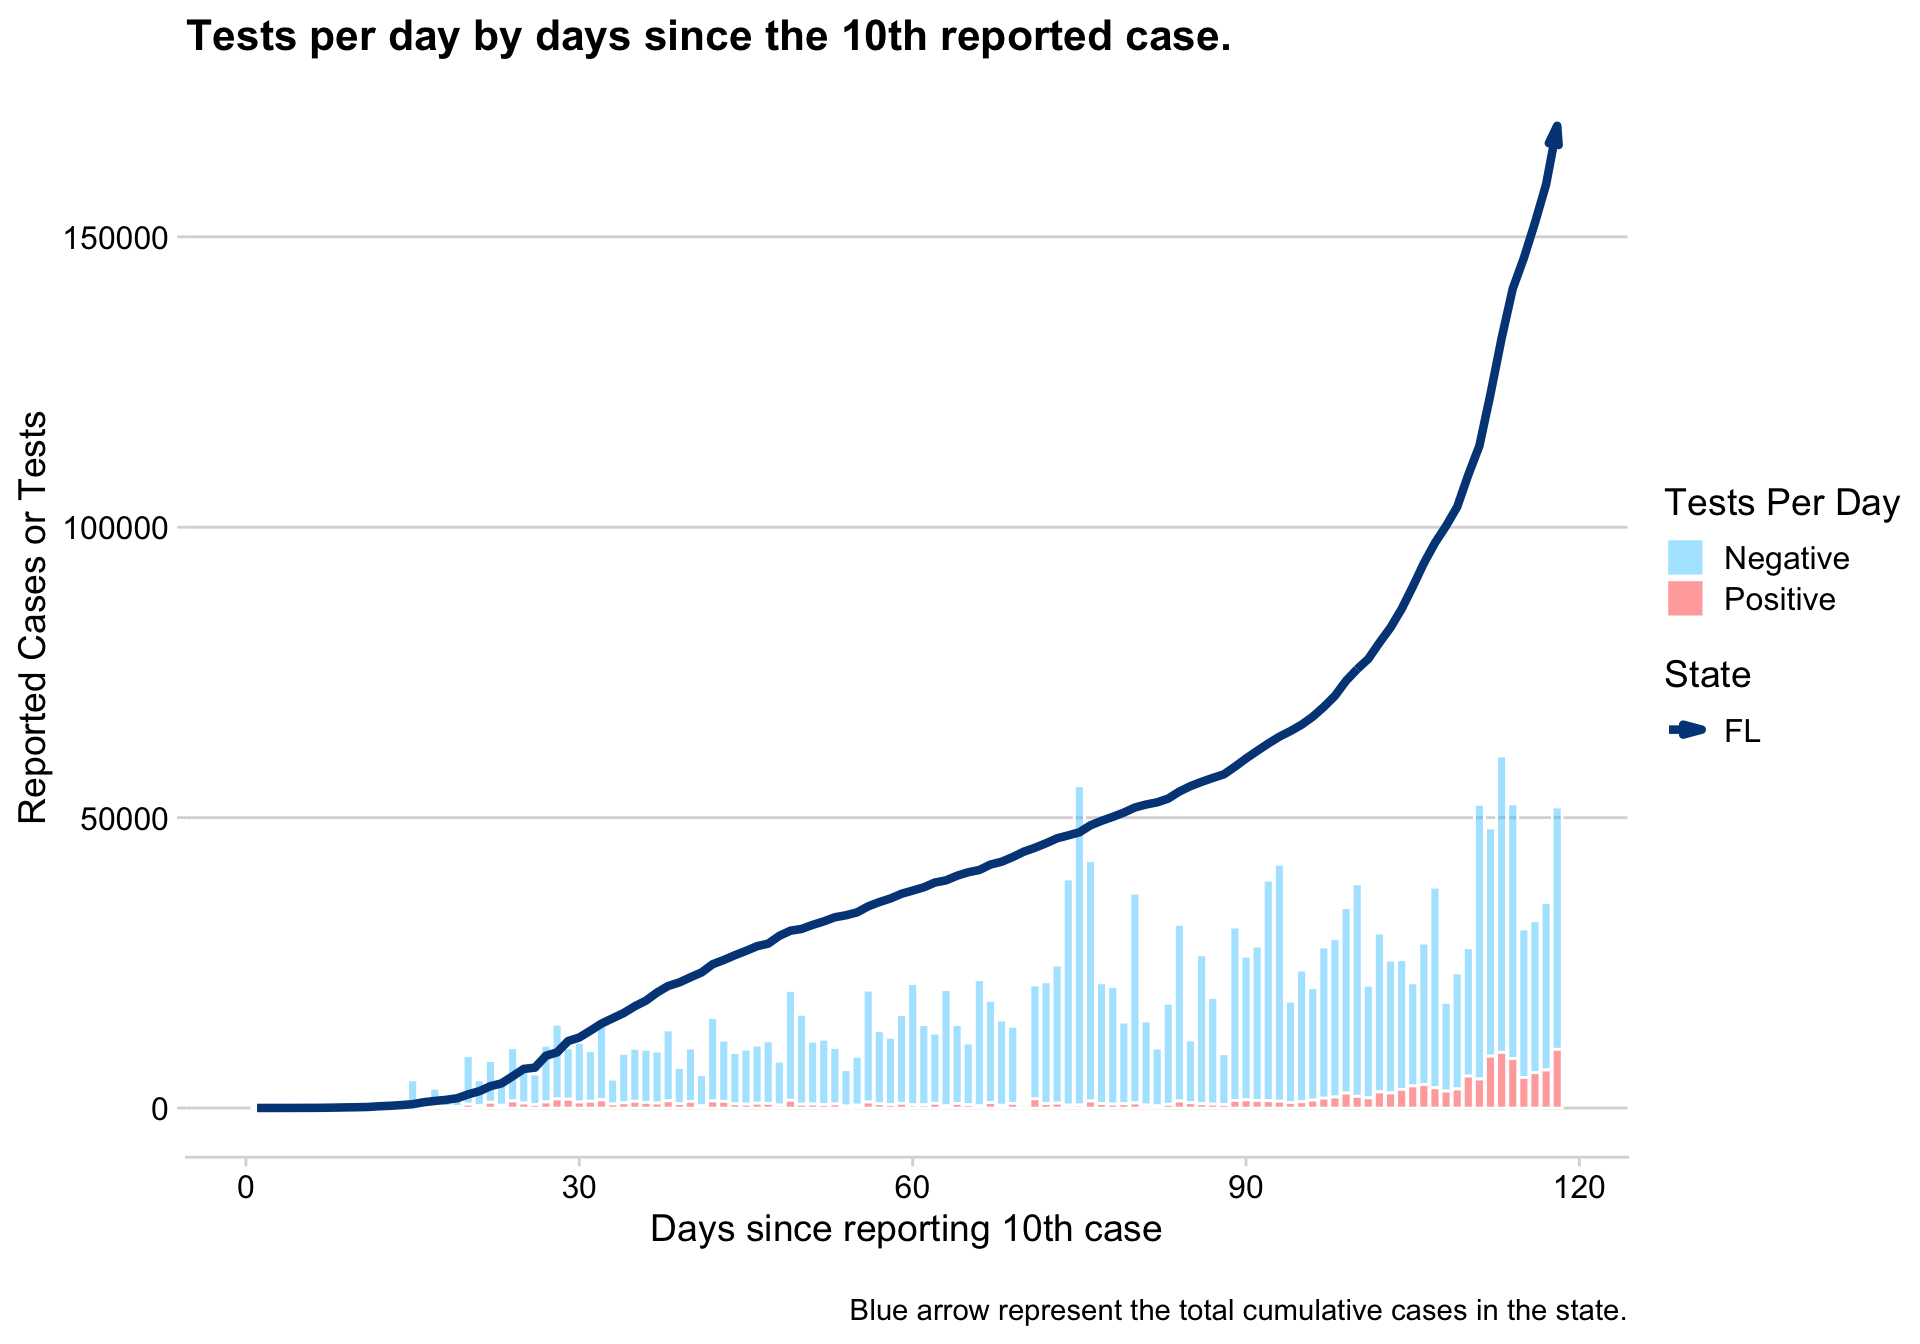 Tests per day by days since the 10th reported case.
Reported Cases or Tests
150000
100000
50000
0
0
30
60
90
120
Days since reporting 10th case
Tests Per Day
Negative
Positive
State
FL
Blue arrow represent the total cumulative cases in the state.